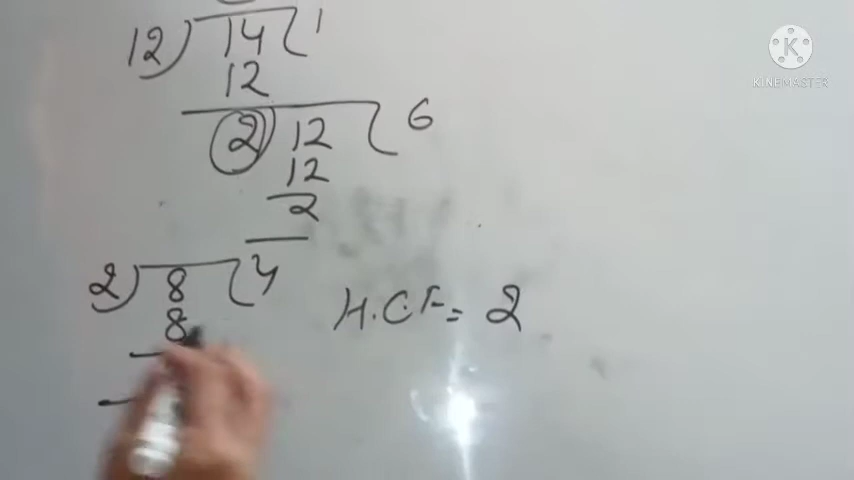 12) 14 ( 1
12
2) 12 ( 6
12
2
2) 8 ( 4
8
H.C.F = 2
K
KINEMASTER